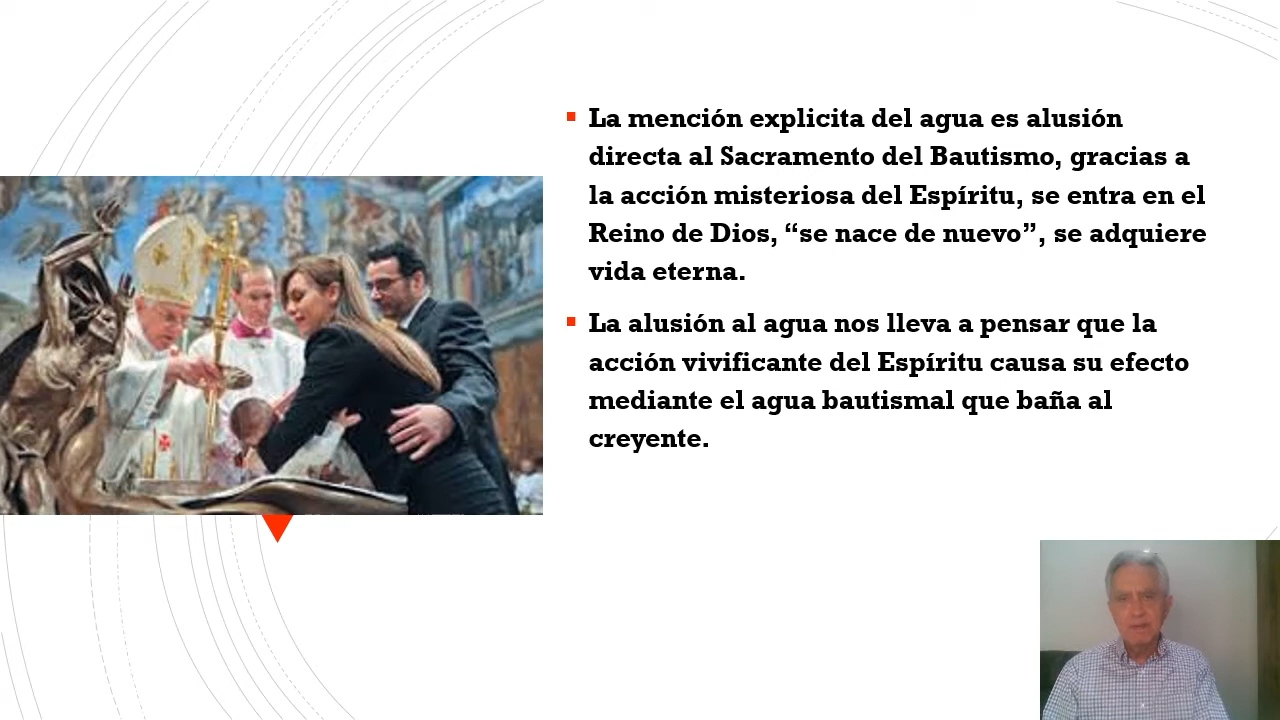 La mención explicita del agua es alusión
directa al Sacramento del Bautismo, gracias a
la acción misteriosa del Espíritu, se entra en el
Reino de Dios, “se nace de nuevo”, se adquiere
vida eterna.
La alusión al agua nos lleva a pensar que la
acción vivificante del Espíritu causa su efecto
mediante el agua bautismal que baña al
creyente.